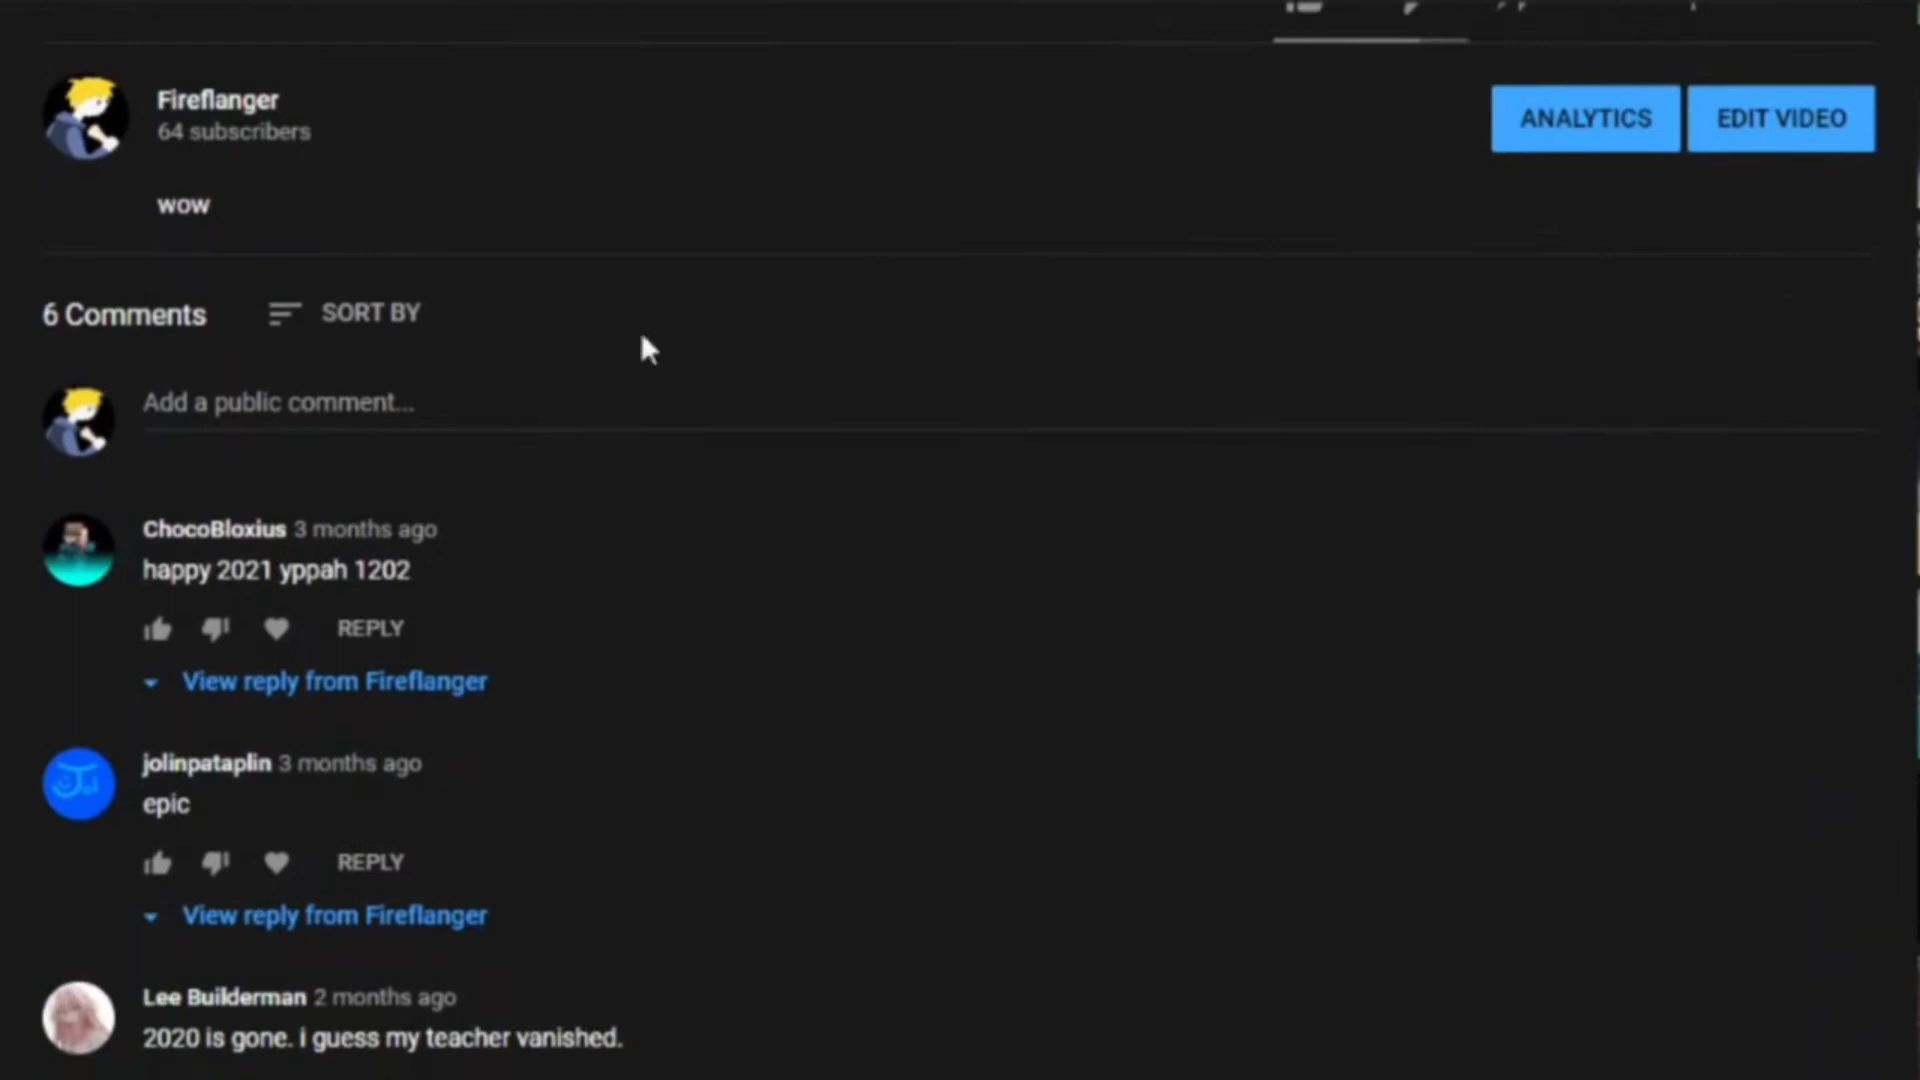 Fireflanger
64 subscribers
ANALYTICS
EDIT VIDEO
wow
6 Comments
SORT BY
Add a public comment...
ChocoBloxius 3 months ago
happy 2021 yppah 1202
REPLY
View reply from Fireflanger
jolinpataplin 3 months ago
epic
REPLY
View reply from Fireflanger
Lee Builderman 2 months ago
2020 is gone. i guess my teacher vanished.